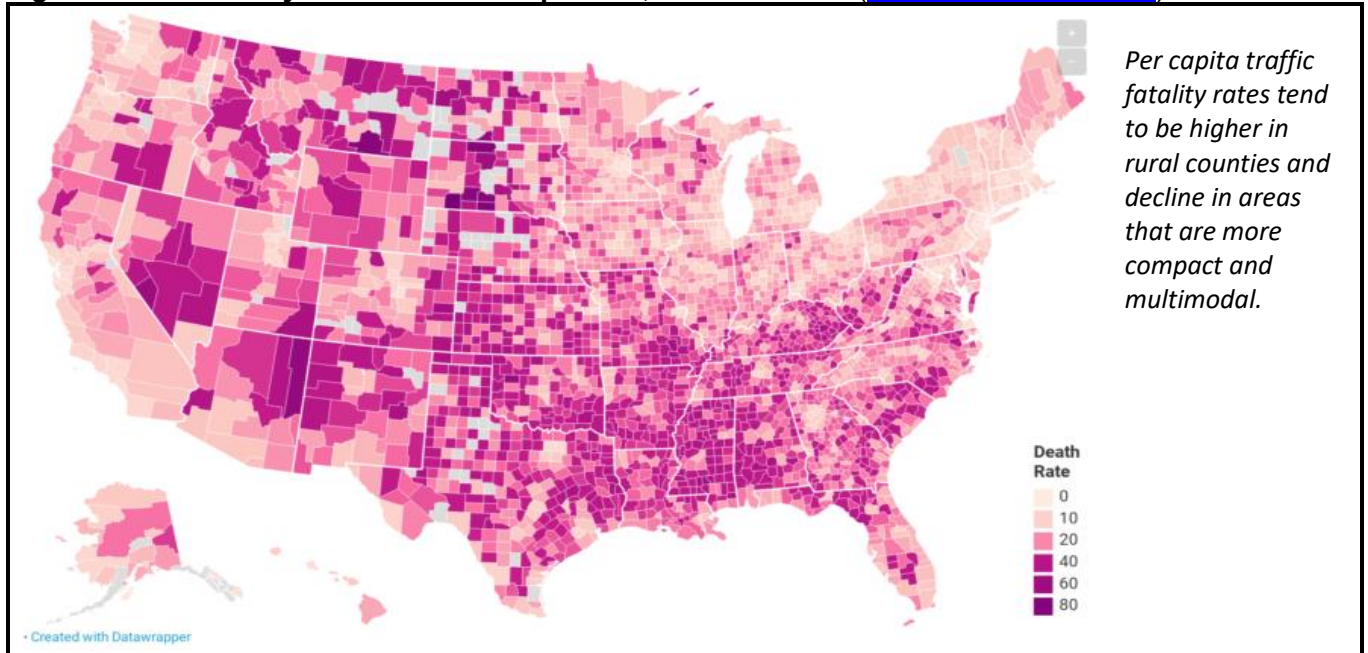 Per capita traffic
fatality rates tend
to be higher in
rural counties and
decline in areas
that are more
compact and
multimodal.
Death
Rate
0
10
20
40
60
80
• Created with Datawrapper